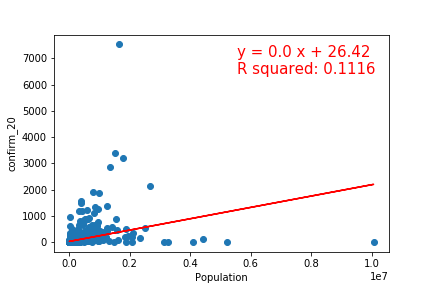 y = 0.0 x + 26.42
R squared: 0.1116
7000
6000
5000
4000
3000
2000
1000
0
confirm_20
0.0 0.2 0.4 0.6 0.8 1.0
1e7
Population